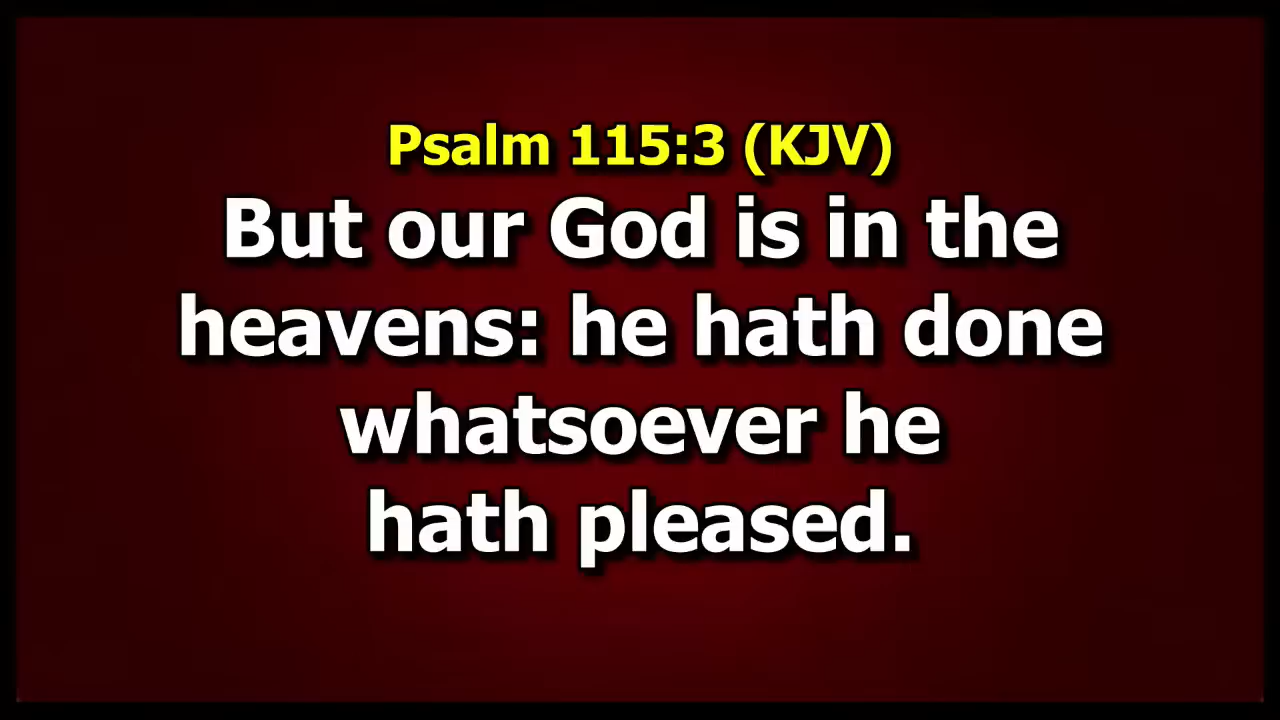 Psalm 115:3 (KJV)
But our God is in the
heavens: he hath done
whatsoever he
hath pleased.